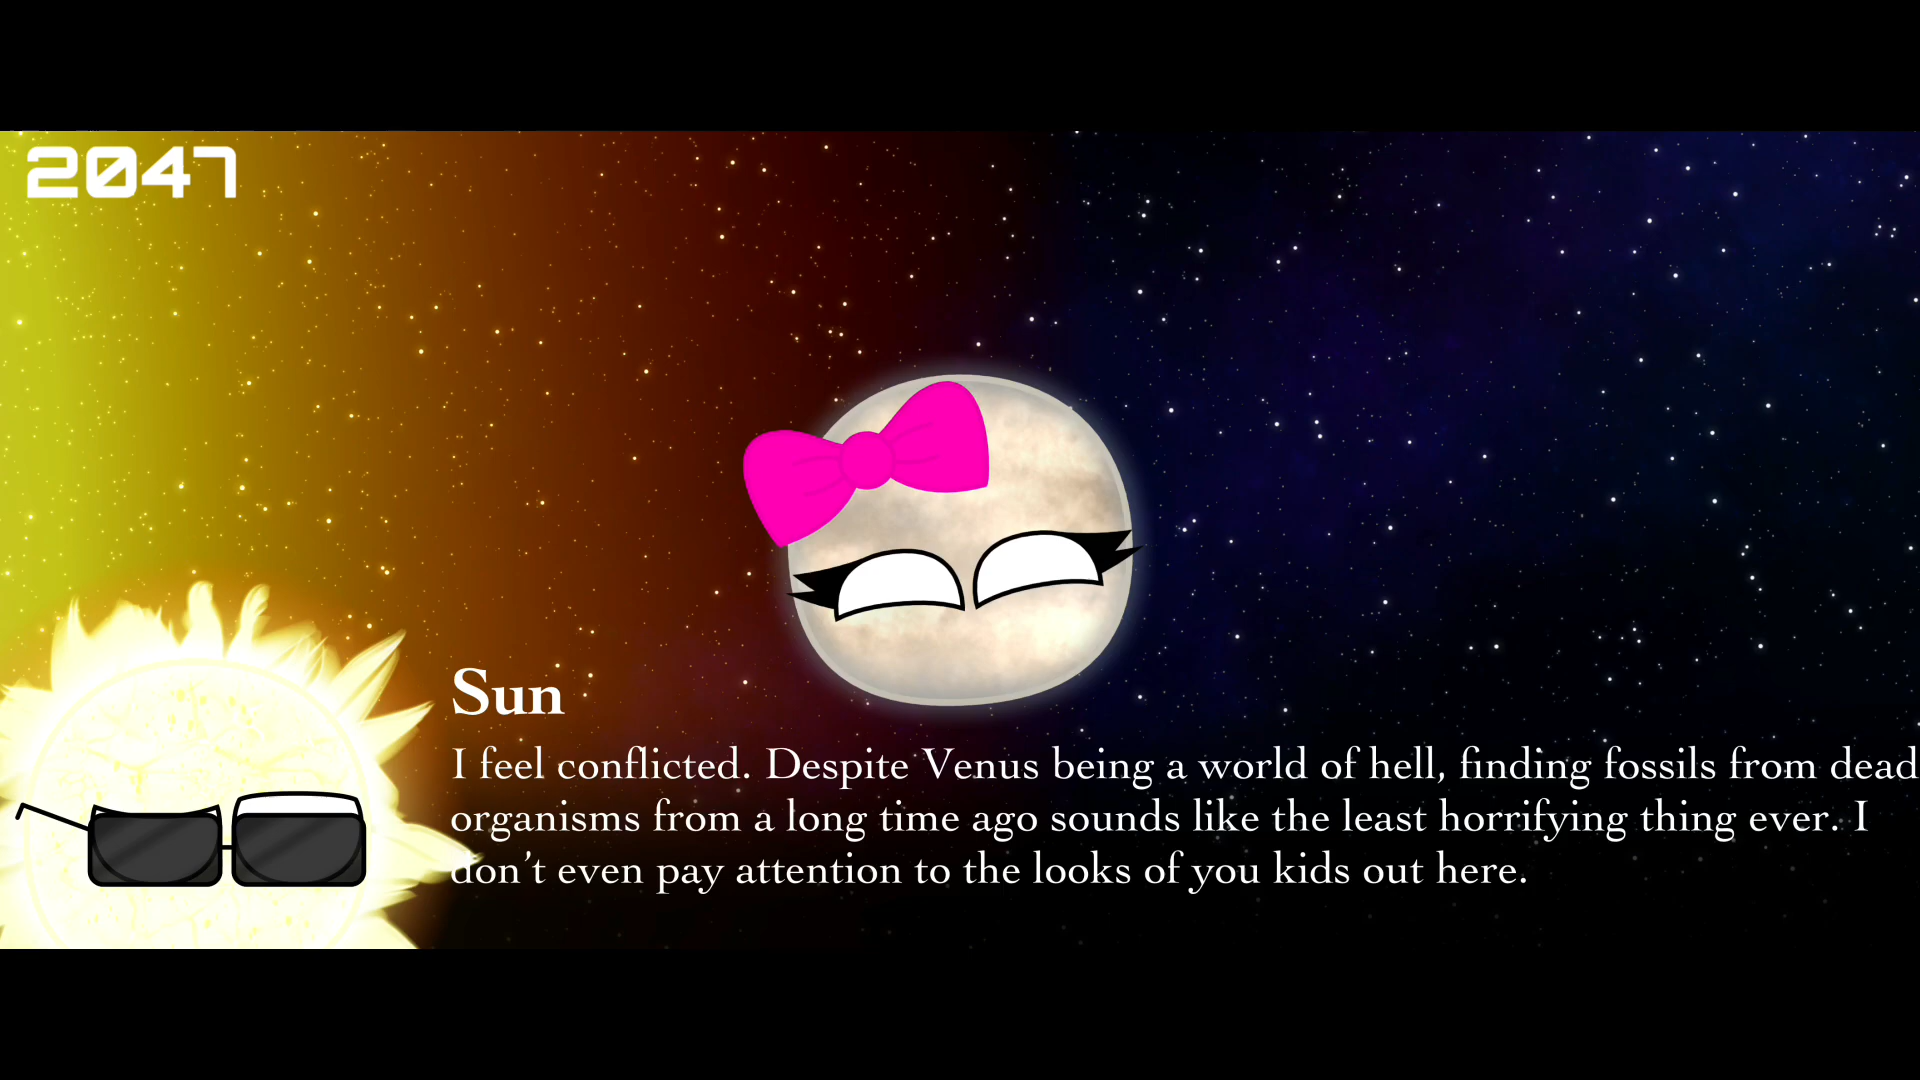 2047
Sun
I feel conflicted. Despite Venus being a world of hell, finding fossils from dead
organisms from a long time ago sounds like the least horrifying thing ever. I
don’t even pay attention to the looks of you kids out here.